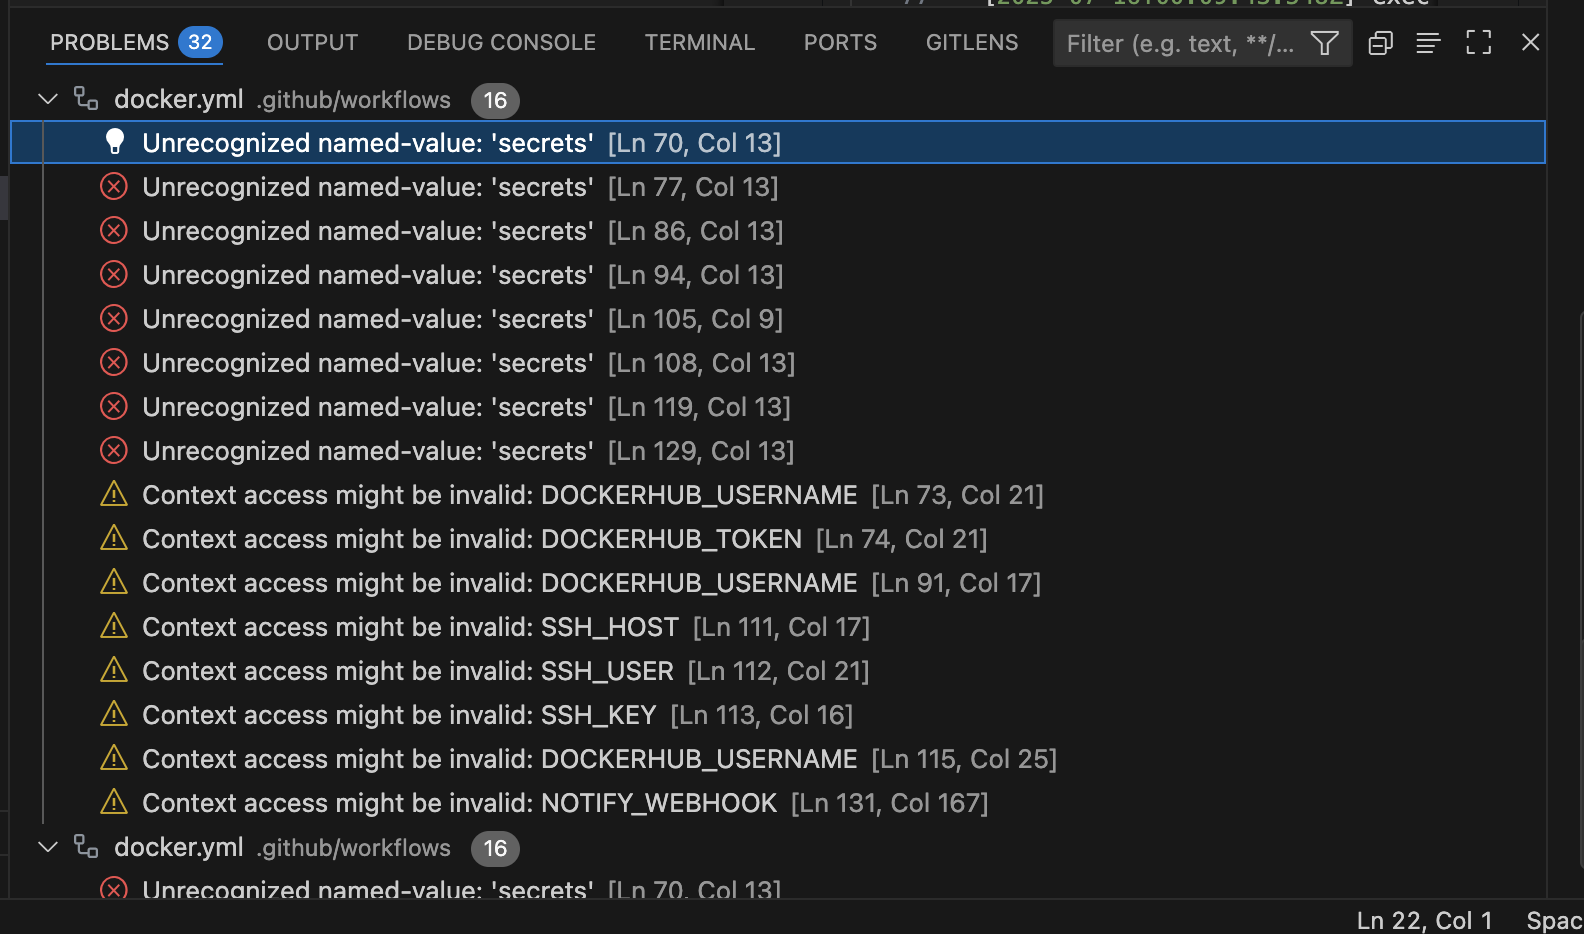 [2025-07-18T00:09:43.348Z] exec
PROBLEMS 32 OUTPUT DEBUG CONSOLE TERMINAL PORTS GITLENS Filter (e.g. text, **/...
docker.yml .github/workflows 16
Unrecognized named-value: 'secrets' [Ln 70, Col 13]
Unrecognized named-value: 'secrets' [Ln 77, Col 13]
Unrecognized named-value: 'secrets' [Ln 86, Col 13]
Unrecognized named-value: 'secrets' [Ln 94, Col 13]
Unrecognized named-value: 'secrets' [Ln 105, Col 9]
Unrecognized named-value: 'secrets' [Ln 108, Col 13]
Unrecognized named-value: 'secrets' [Ln 119, Col 13]
Unrecognized named-value: 'secrets' [Ln 129, Col 13]
Context access might be invalid: DOCKERHUB_USERNAME [Ln 73, Col 21]
Context access might be invalid: DOCKERHUB_TOKEN [Ln 74, Col 21]
Context access might be invalid: DOCKERHUB_USERNAME [Ln 91, Col 17]
Context access might be invalid: SSH_HOST [Ln 111, Col 17]
Context access might be invalid: SSH_USER [Ln 112, Col 21]
Context access might be invalid: SSH_KEY [Ln 113, Col 16]
Context access might be invalid: DOCKERHUB_USERNAME [Ln 115, Col 25]
Context access might be invalid: NOTIFY_WEBHOOK [Ln 131, Col 167]
docker.yml .github/workflows 16
Unrecognized named-value: 'secrets' [Ln 70, Col 13]
Ln 22, Col 1 Spac